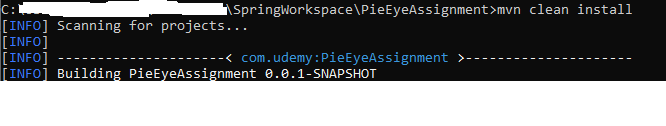 C:\SpringWorkspace\PieEyeAssignment>mvn clean install
[INFO] Scanning for projects...
[INFO]
[INFO] ---------------------< com.udemy:PieEyeAssignment >---------------------
[INFO] Building PieEyeAssignment 0.0.1-SNAPSHOT